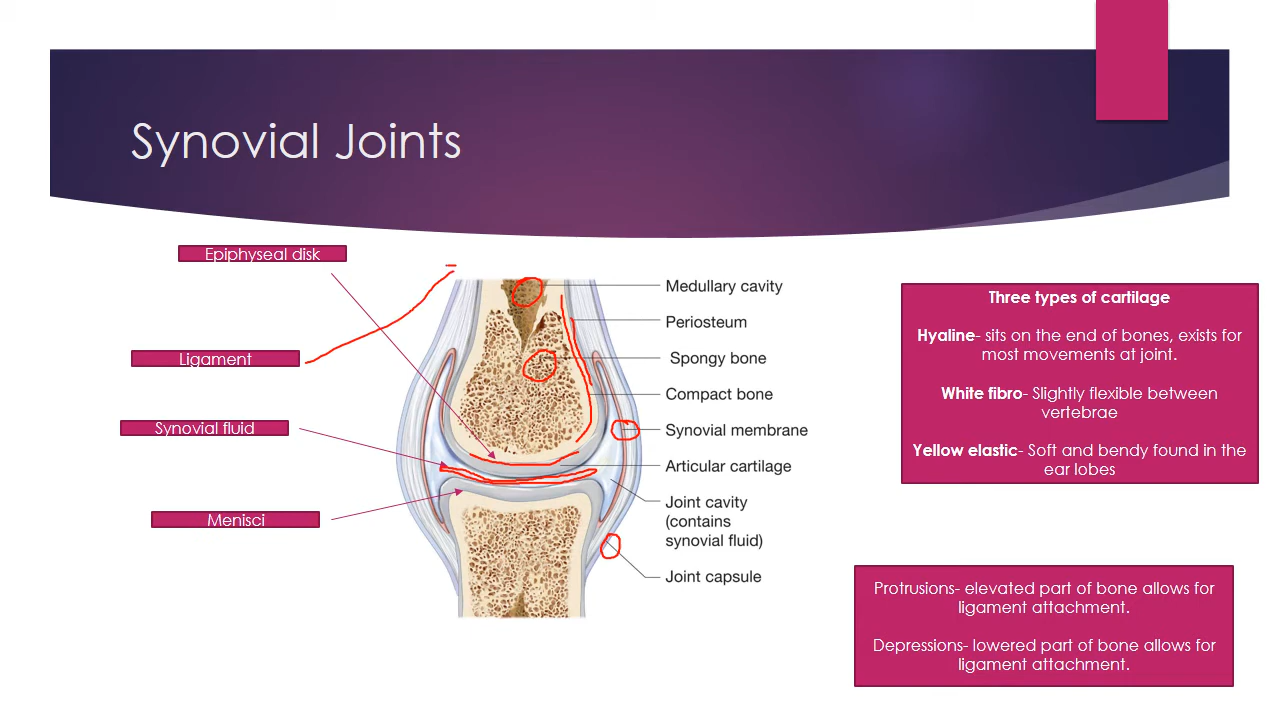 Synovial Joints
Epiphyseal disk
Ligament
Synovial fluid
Menisci
Medullary cavity
Periosteum
Spongy bone
Compact bone
Synovial membrane
Articular cartilage
Joint cavity
(contains
synovial fluid)
Joint capsule
Three types of cartilage
Hyaline- sits on the end of bones, exists for
most movements at joint.
White fibro- Slightly flexible between
vertebrae
Yellow elastic- Soft and bendy found in the
ear lobes
Protrusions- elevated part of bone allows for
ligament attachment.
Depressions- lowered part of bone allows for
ligament attachment.